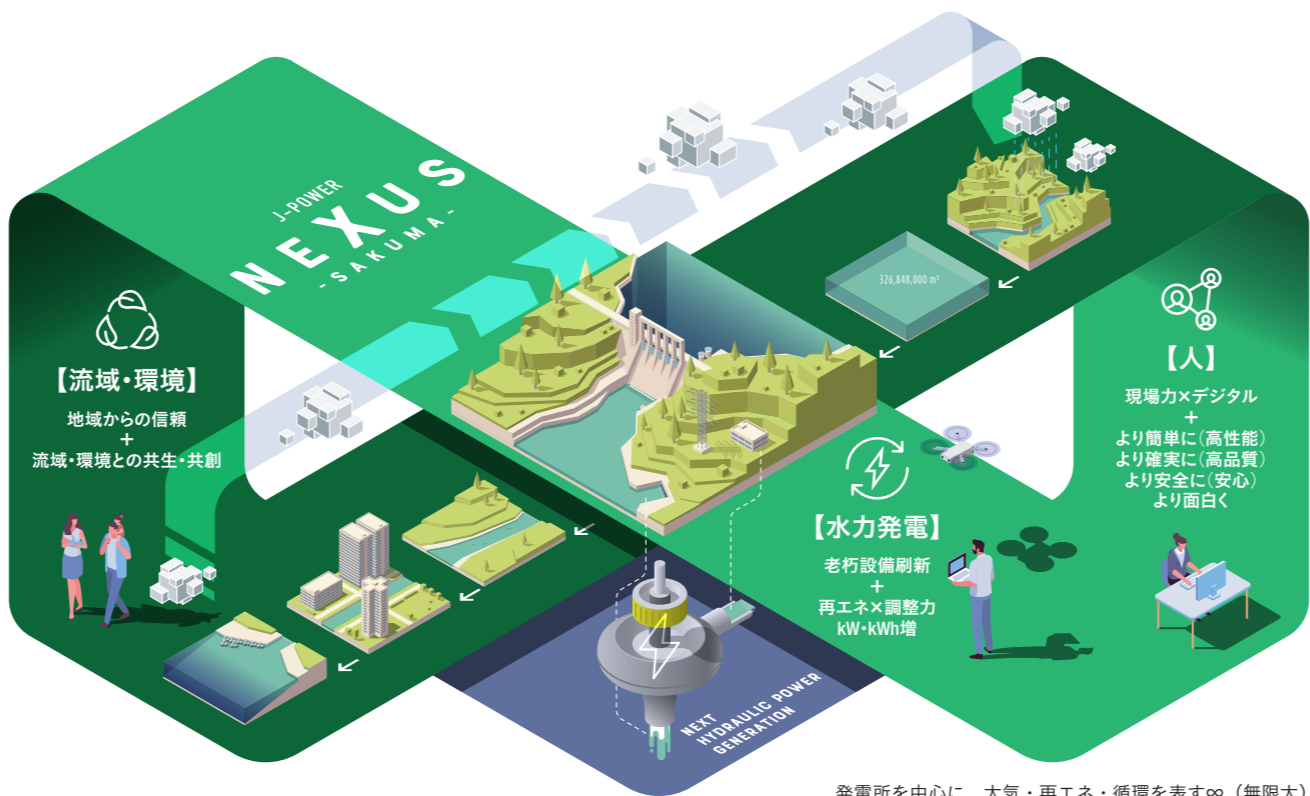 J-POWER
NEXUS
-SAKUMA-
326,848,000 m³
【流域・環境】
地域からの信頼
+
流域・環境との共生・共創
【人】
現場力×デジタル
+
より簡単に(高性能)
より確実に(高品質)
より安全に(安心)
より面白く
【水力発電】
老朽設備刷新
+
再エネ×調整力
kW・kWh増
NEXT
HYDRAULIC POWER
GENERATION
発電所を中心に、大気・再エネ・循環を表す∞(無限大)